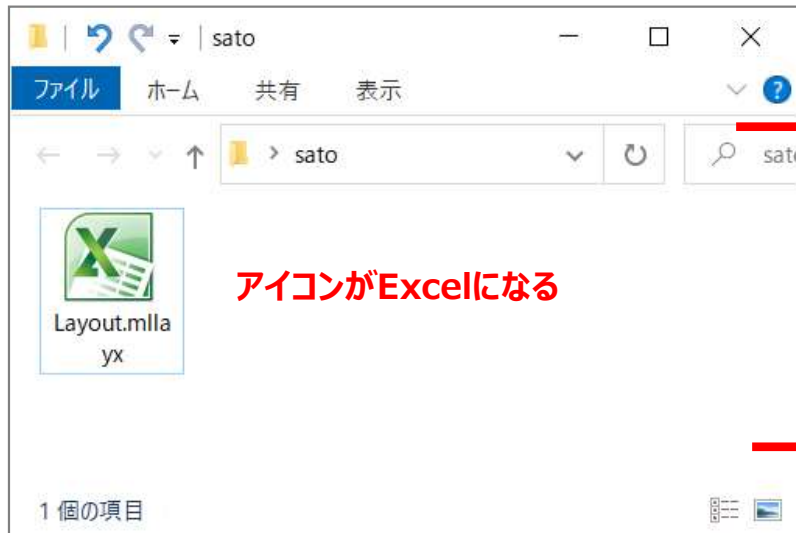 sato
ファイル ホーム 共有 表示
sato
sato
アイコンがExcelになる
Layout.mlla
yx
1 個の項目